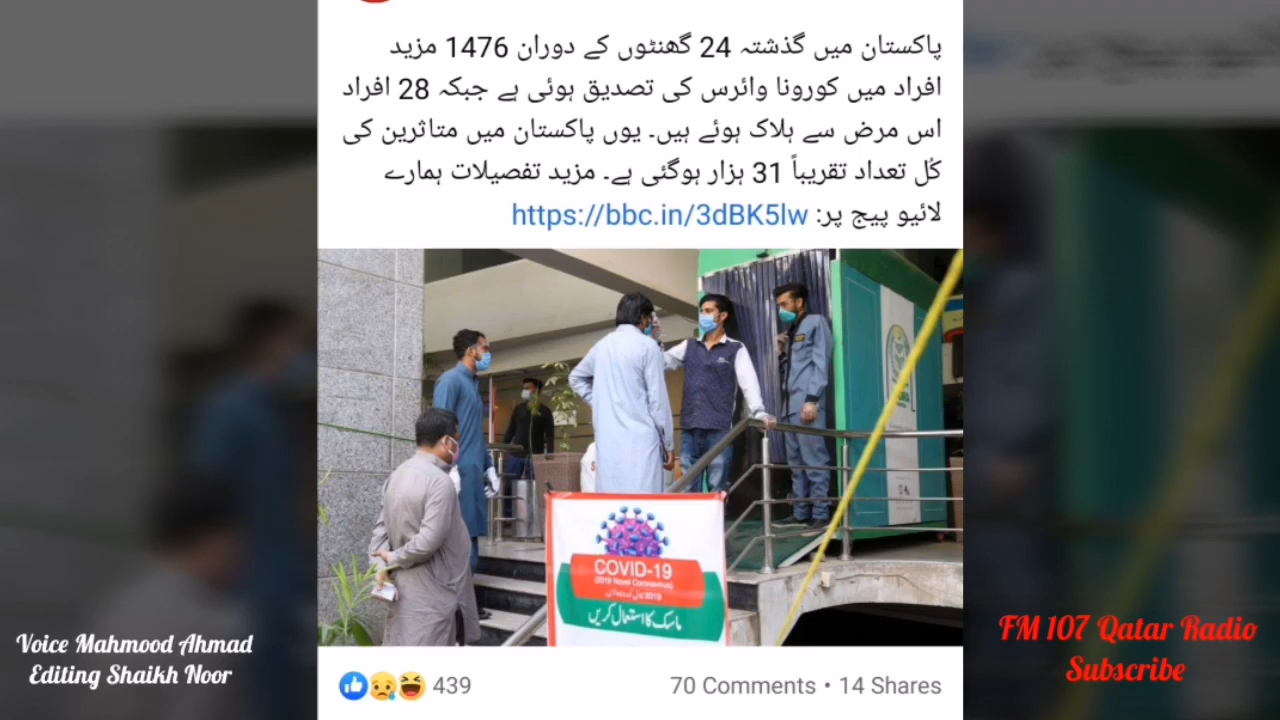 پاکستان میں گذشتہ 24 گھنٹوں کے دوران 1476 مزید
افراد میں کورونا وائرس کی تصدیق ہوئی ہے جبکہ 28 افراد
اس مرض سے ہلاک ہوئے ہیں۔ یوں پاکستان میں متاثرین کی
کُل تعداد تقریباً 31 ہزار ہوگئی ہے۔ مزید تفصیلات ہمارے
لائیو پیج پر: https://bbc.in/3dBK5lw
COVID-19
(2019 Novel Coronavirus)
ماسک کا استعمال کریں
439
70 Comments • 14 Shares
Voice Mahmood Ahmad
Editing Shaikh Noor
FM 107 Qatar Radio
Subscribe